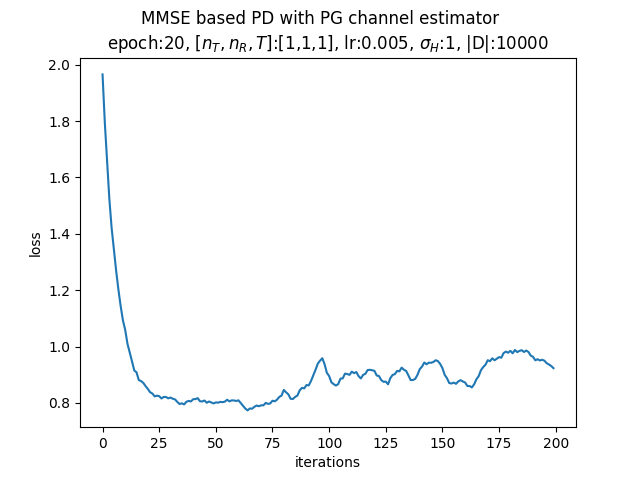 MMSE based PD with PG channel estimator
epoch:20, [n_T, n_R, T]:[1,1,1], lr:0.005, σ_H:1, |D|:10000
2.0
1.8
1.6
1.4
1.2
1.0
0.8
loss
0 25 50 75 100 125 150 175 200
iterations